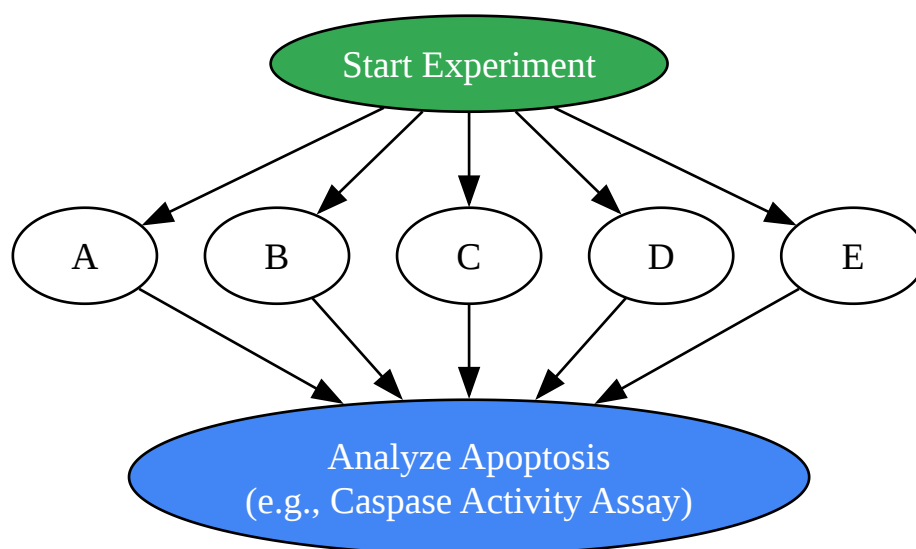 Start Experiment
A
B
C
D
E
Analyze Apoptosis
(e.g., Caspase Activity Assay)